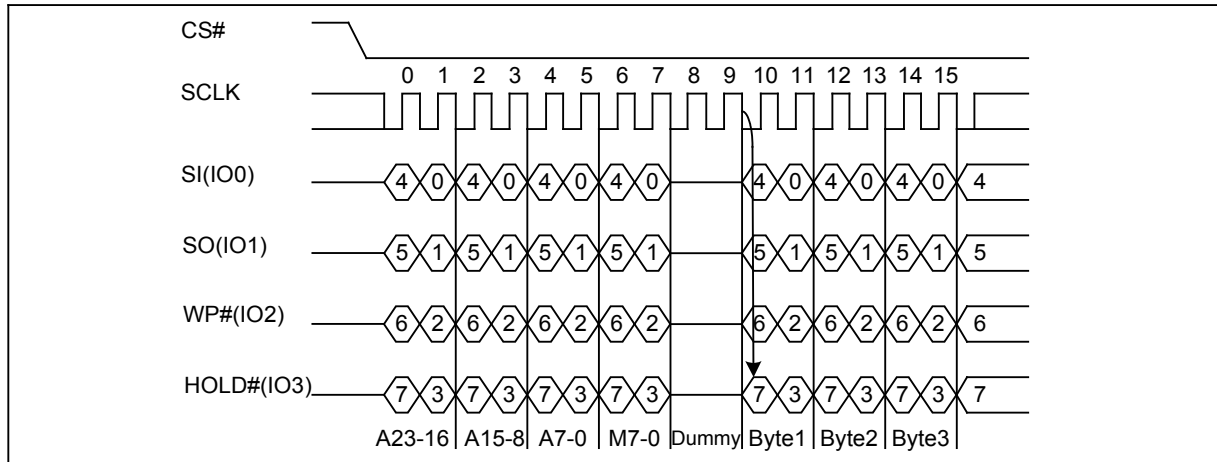 CS#
0 1 2 3 4 5 6 7 8 9 10 11 12 13 14 15
SCLK
SI(IO0) 4 0 4 0 4 0 4 0 4 0 4 0 4 0 4
SO(IO1) 5 1 5 1 5 1 5 1 5 1 5 1 5 1 5
WP#(IO2) 6 2 6 2 6 2 6 2 6 2 6 2 6 2 6
HOLD#(IO3) 7 3 7 3 7 3 7 3 7 3 7 3 7 3 7
A23-16 A15-8 A7-0 M7-0 Dummy Byte1 Byte2 Byte3